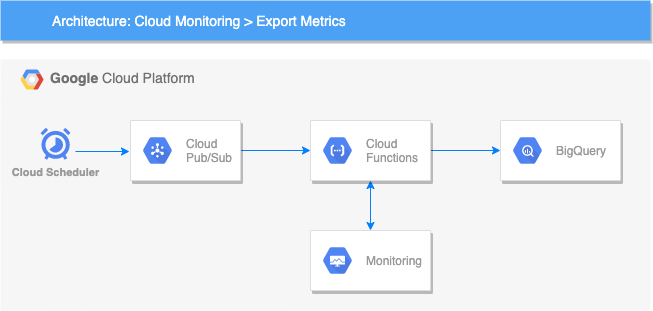 Architecture: Cloud Monitoring > Export Metrics
Google Cloud Platform
Cloud Scheduler
Cloud
Pub/Sub
Cloud
Functions
BigQuery
Monitoring